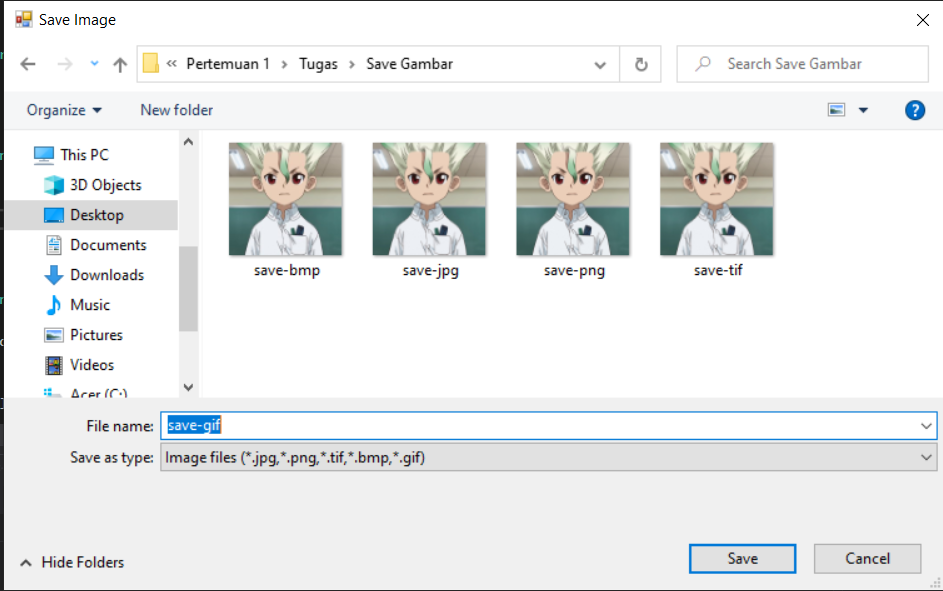 Save Image
« Pertemuan 1 › Tugas › Save Gambar
Search Save Gambar
Organize
New folder
?
This PC
3D Objects
Desktop
Documents
Downloads
Music
Pictures
Videos
Acer (C:)
save-bmp
save-jpg
save-png
save-tif
File name: save-gif
Save as type: Image files (*.jpg,*.png,*.tif,*.bmp,*.gif)
Hide Folders
Save
Cancel